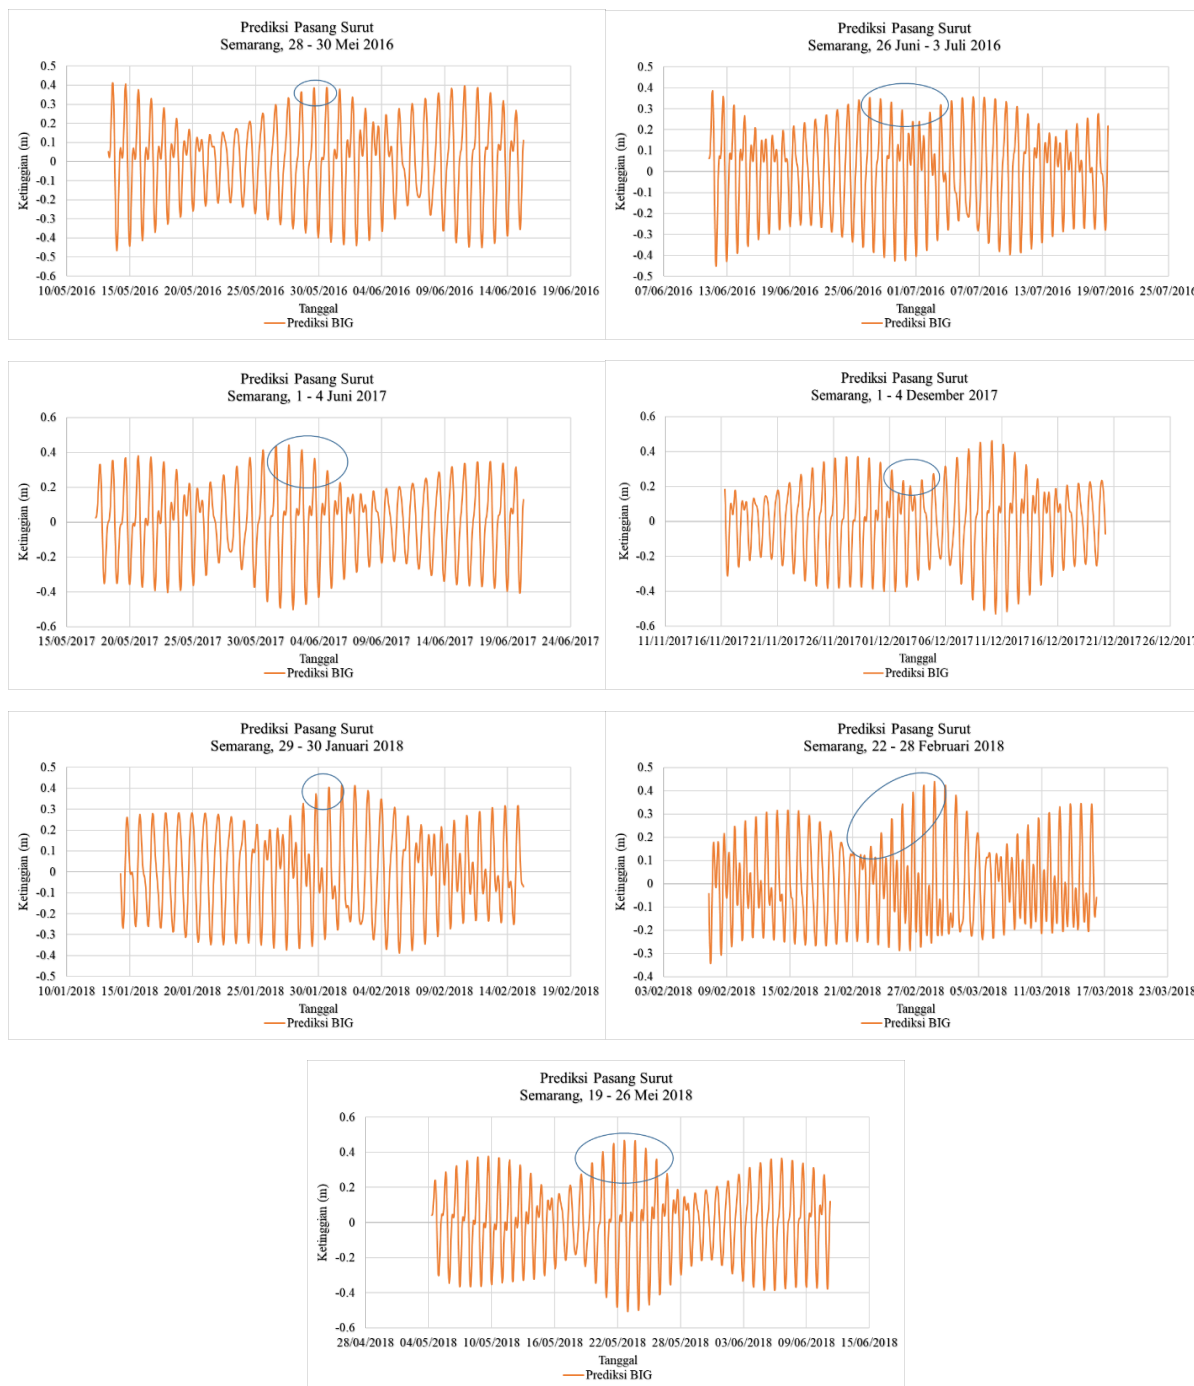 Prediksi Pasang Surut
Semarang, 28 - 30 Mei 2016
Ketinggian (m)
0.5
0.4
0.3
0.2
0.1
0
-0.1
-0.2
-0.3
-0.4
-0.5
-0.6
10/05/2016 15/05/2016 20/05/2016 25/05/2016 30/05/2016 04/06/2016 09/06/2016 14/06/2016 19/06/2016
Tanggal
Prediksi BIG
Prediksi Pasang Surut
Semarang, 26 Juni - 3 Juli 2016
Ketinggian (m)
0.5
0.4
0.3
0.2
0.1
0
-0.1
-0.2
-0.3
-0.4
-0.5
07/06/2016 13/06/2016 19/06/2016 25/06/2016 01/07/2016 07/07/2016 13/07/2016 19/07/2016 25/07/2016
Tanggal
Prediksi BIG
Prediksi Pasang Surut
Semarang, 1 - 4 Juni 2017
Ketinggian (m)
0.6
0.4
0.2
0
-0.2
-0.4
-0.6
15/05/2017 20/05/2017 25/05/2017 30/05/2017 04/06/2017 09/06/2017 14/06/2017 19/06/2017 24/06/2017
Tanggal
Prediksi BIG
Prediksi Pasang Surut
Semarang, 1 - 4 Desember 2017
Ketinggian (m)
0.6
0.4
0.2
0
-0.2
-0.4
-0.6
11/11/2017 16/11/2017 21/11/2017 26/11/2017 01/12/2017 06/12/2017 11/12/2017 16/12/2017 21/12/2017 26/12/2017
Tanggal
Prediksi BIG
Prediksi Pasang Surut
Semarang, 29 - 30 Januari 2018
Ketinggian (m)
0.5
0.4
0.3
0.2
0.1
0
-0.1
-0.2
-0.3
-0.4
-0.5
10/01/2018 15/01/2018 20/01/2018 25/01/2018 30/01/2018 04/02/2018 09/02/2018 14/02/2018 19/02/2018
Tanggal
Prediksi BIG
Prediksi Pasang Surut
Semarang, 22 - 28 Februari 2018
Ketinggian (m)
0.5
0.4
0.3
0.2
0.1
0
-0.1
-0.2
-0.3
-0.4
03/02/2018 09/02/2018 15/02/2018 21/02/2018 27/02/2018 05/03/2018 11/03/2018 17/03/2018 23/03/2018
Tanggal
Prediksi BIG
Prediksi Pasang Surut
Semarang, 19 - 26 Mei 2018
Ketinggian (m)
0.6
0.4
0.2
0
-0.2
-0.4
-0.6
28/04/2018 04/05/2018 10/05/2018 16/05/2018 22/05/2018 28/05/2018 03/06/2018 09/06/2018 15/06/2018
Tanggal
Prediksi BIG